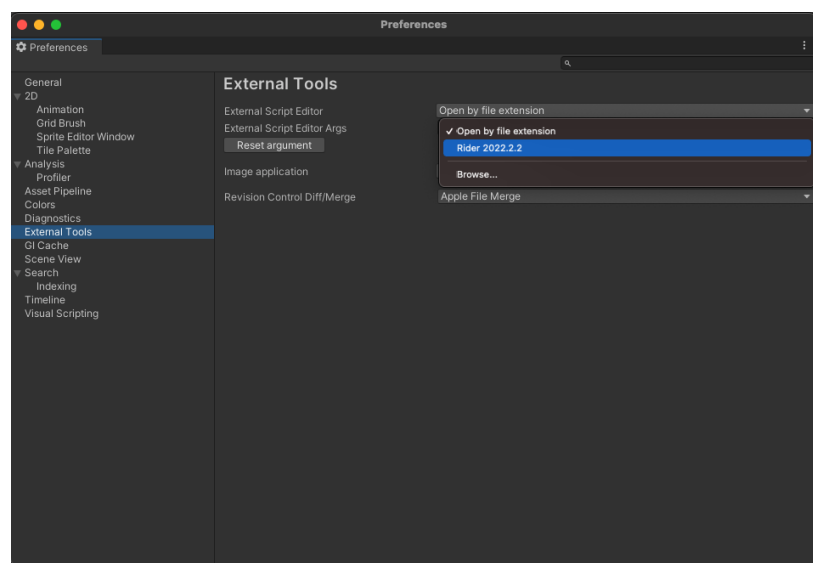 Preferences
Preferences
General
2D
Animation
Grid Brush
Sprite Editor Window
Tile Palette
Analysis
Profiler
Asset Pipeline
Colors
Diagnostics
External Tools
GI Cache
Scene View
Search
Indexing
Timeline
Visual Scripting
External Tools
External Script Editor
Open by file extension
External Script Editor Args
✓ Open by file extension
Rider 2022.2.2
Browse...
Reset argument
Image application
Revision Control Diff/Merge
Apple File Merge